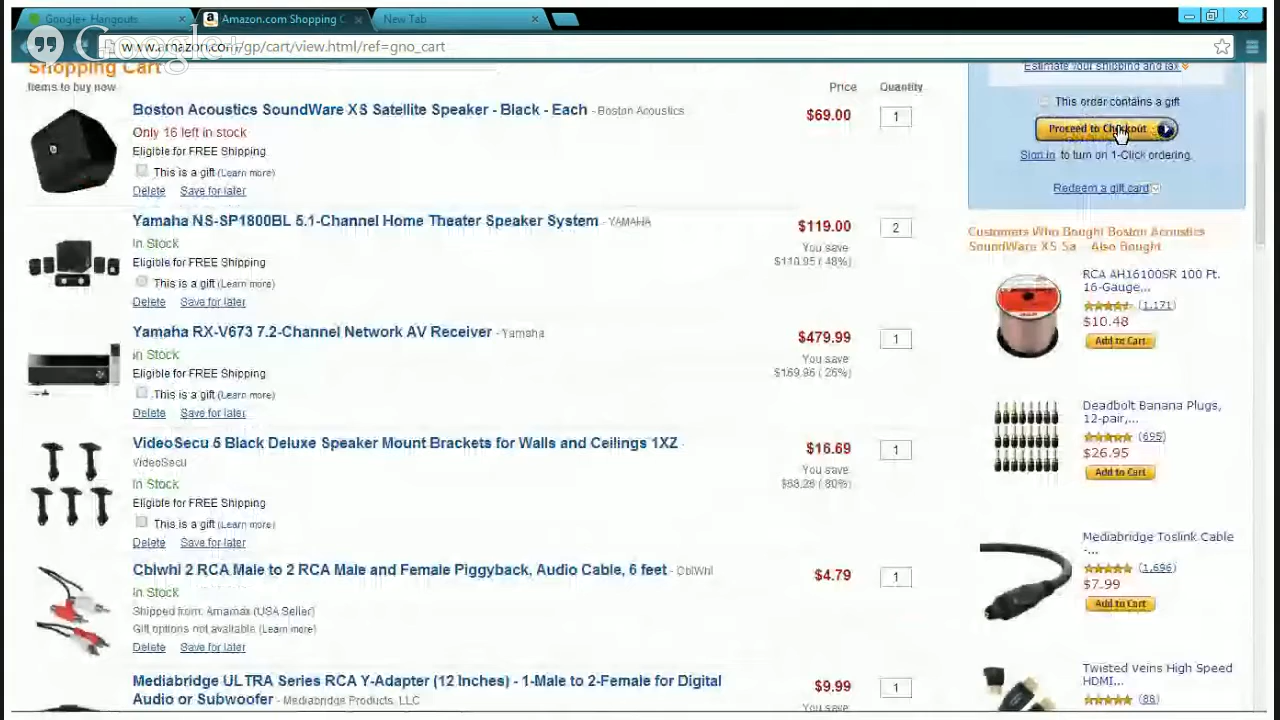 Google+ Hangouts
Amazon.com Shopping C
New Tab
Google+
www.amazon.com/gp/cart/view.html/ref=gno_cart
Shopping Cart
Items to buy now
Price
Quantity
Boston Acoustics SoundWare XS Satellite Speaker - Black - Each - Boston Acoustics
$69.00
1
Only 16 left in stock
Eligible for FREE Shipping
This is a gift (Learn more)
Delete Save for later
Yamaha NS-SP1800BL 5.1-Channel Home Theater Speaker System - YAMAHA
$119.00
2
In Stock
You save
Eligible for FREE Shipping
$110.95 (48%)
This is a gift (Learn more)
Delete Save for later
Yamaha RX-V673 7.2-Channel Network AV Receiver - Yamaha
$479.99
1
In Stock
You save
Eligible for FREE Shipping
$169.96 (26%)
This is a gift (Learn more)
Delete Save for later
VideoSecu 5 Black Deluxe Speaker Mount Brackets for Walls and Ceilings 1XZ -
VideoSecu
$16.69
1
You save
In Stock
(80%)
Eligible for FREE Shipping
This is a gift (Learn more)
Delete Save for later
Cblwhl 2 RCA Male to 2 RCA Male and Female Piggyback, Audio Cable, 6 feet - CblWhl
$4.79
1
In Stock
Shipped from: Amamax (USA Seller)
Gift options not available (Learn more)
Delete Save for later
Mediabridge ULTRA Series RCA Y-Adapter (12 Inches) - 1-Male to 2-Female for Digital
Audio or Subwoofer - Mediabridge Products, LLC
$9.99
1
You save
Estimate your shipping and tax
This order contains a gift
Proceed to Checkout
Sign in to turn on 1-Click ordering.
Redeem a gift card
Customers Who Bought Boston Acoustics
SoundWare XS Sa... Also Bought
RCA AH16100SR 100 Ft.
16-Gauge,...
(1,171)
$10.48
Add to Cart
Deadbolt Banana Plugs,
12-pair,...
(695)
$26.95
Add to Cart
Mediabridge Toslink Cable
-...
(1,696)
$7.99
Add to Cart
Twisted Veins High Speed
HDMI...
(88)